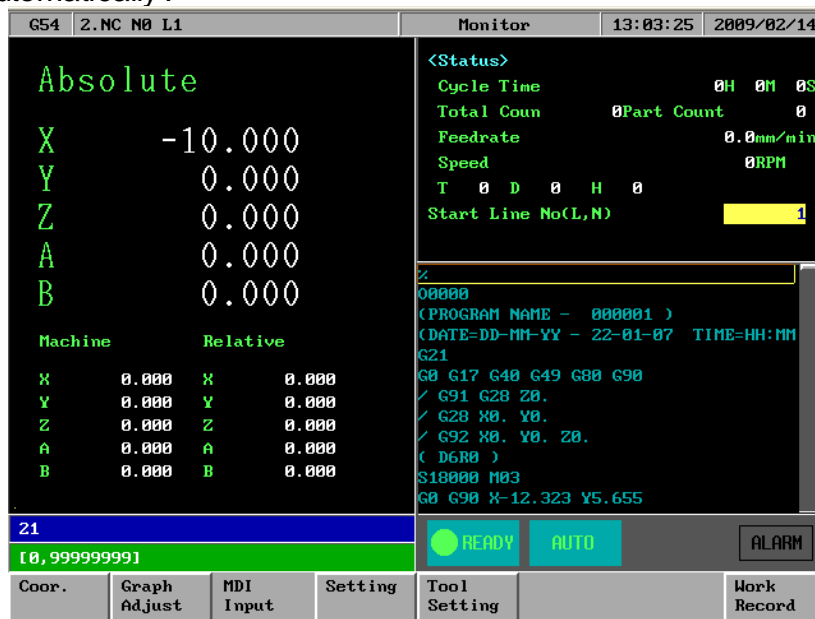 utomatically .
G54 2.NC N0 L1 Monitor 13:03:25 2009/02/14
Absolute
X -10.000
Y 0.000
Z 0.000
A 0.000
B 0.000
Machine Relative
X 0.000 X 0.000
Y 0.000 Y 0.000
Z 0.000 Z 0.000
A 0.000 A 0.000
B 0.000 B 0.000
<Status>
Cycle Time 0H 0M 0S
Total Coun 0Part Count 0
Feedrate 0.0mm/min
Speed 0RPM
T 0 D 0 H 0
Start Line No(L,N) 1
%
O0000
(PROGRAM NAME - 000001 )
(DATE=DD-MM-YY - 22-01-07 TIME=HH:MM
G21
G0 G17 G40 G49 G80 G90
/ G91 G28 Z0.
/ G28 X0. Y0.
/ G92 X0. Y0. Z0.
( D6R0 )
S18000 M03
G0 G90 X-12.323 Y5.655
21
[0,99999999]
READY AUTO ALARM
Coor. Graph Adjust MDI Input Setting Tool Setting Work Record